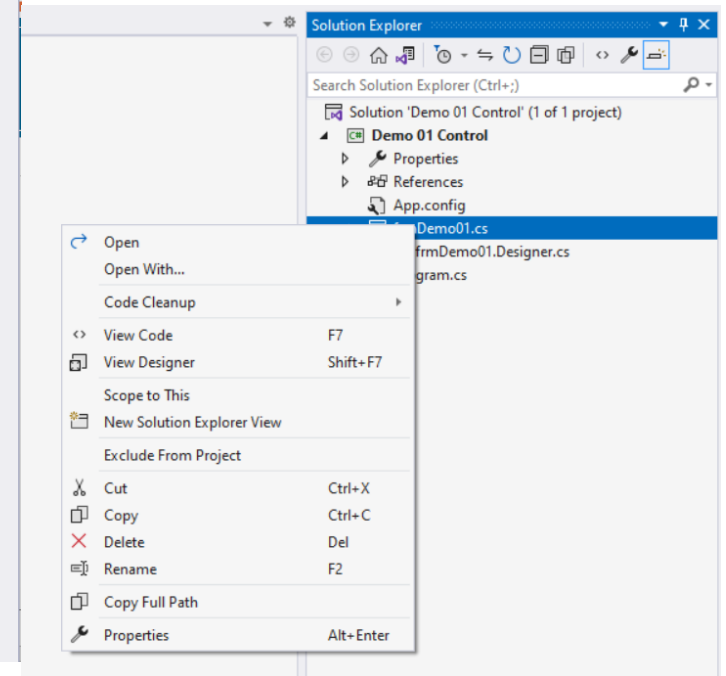 Solution Explorer
Search Solution Explorer (Ctrl+;)
Solution 'Demo 01 Control' (1 of 1 project)
C# Demo 01 Control
Properties
References
App.config
Demo01.cs
frmDemo01.Designer.cs
gram.cs
Open
Open With...
Code Cleanup
View Code F7
View Designer Shift+F7
Scope to This
New Solution Explorer View
Exclude From Project
Cut Ctrl+X
Copy Ctrl+C
Delete Del
Rename F2
Copy Full Path
Properties Alt+Enter